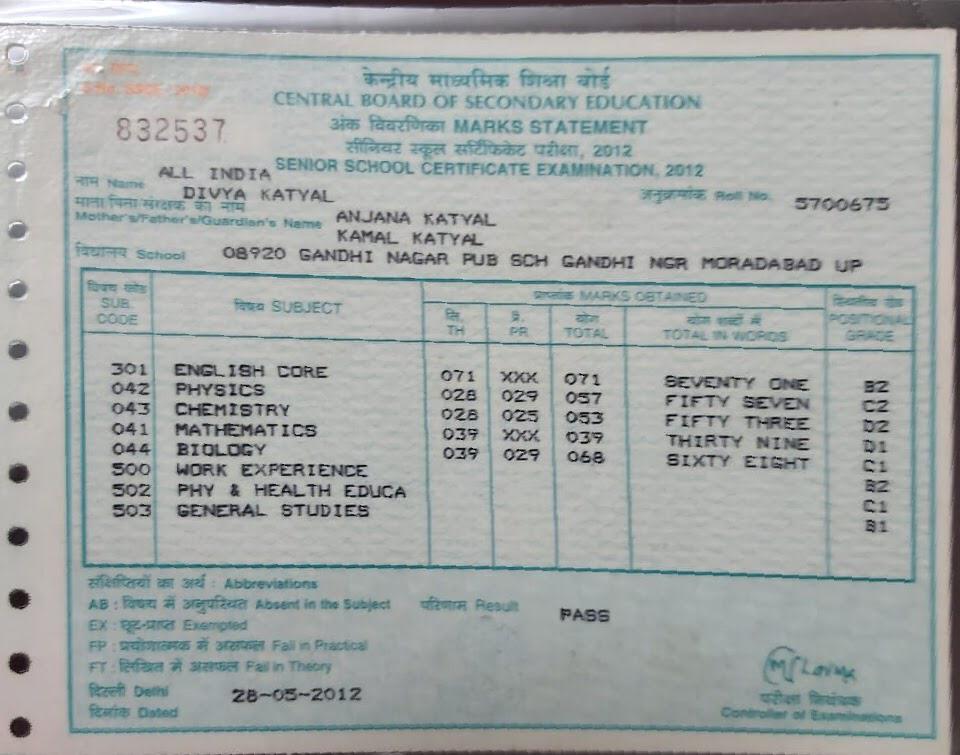 केन्द्रीय माध्यमिक शिक्षा बोर्ड
CENTRAL BOARD OF SECONDARY EDUCATION
832537
अंक विवरणिका MARKS STATEMENT
सीनियर स्कूल सर्टिफिकेट परीक्षा, 2012
SENIOR SCHOOL CERTIFICATE EXAMINATION, 2012
ALL INDIA
नाम Name DIVYA KATYAL अनुक्रमांक Roll No. 5700675
माता/पिता/संरक्षक का नाम
Mother's/Father's/Guardian's Name ANJANA KATYAL
KAMAL KATYAL
विद्यालय School 08920 GANDHI NAGAR PUB SCH GANDHI NGR MORADABAD UP
विषय कोड SUB. CODE विषय SUBJECT प्राप्तांक MARKS OBTAINED POSITIONAL GRADE
सि. TH प्र. PR योग TOTAL योग शब्दों में TOTAL IN WORDS
301 ENGLISH CORE 071 XXX 071 SEVENTY ONE B2
042 PHYSICS 028 029 057 FIFTY SEVEN C2
043 CHEMISTRY 028 025 053 FIFTY THREE D2
041 MATHEMATICS 039 XXX 039 THIRTY NINE D1
044 BIOLOGY 039 029 068 SIXTY EIGHT C1
500 WORK EXPERIENCE B2
502 PHY & HEALTH EDUCA C1
503 GENERAL STUDIES B1
संक्षिप्तियों का अर्थ : Abbreviations
AB : विषय में अनुपस्थित Absent in the Subject परिणाम Result PASS
EX : छूट-प्राप्त Exempted
FP : प्रयोगात्मक में असफल Fail in Practical
FT : लिखित में असफल Fail in Theory
दिल्ली Delhi
दिनांक Dated 28-05-2012
परीक्षा नियंत्रक
Controller of Examinations